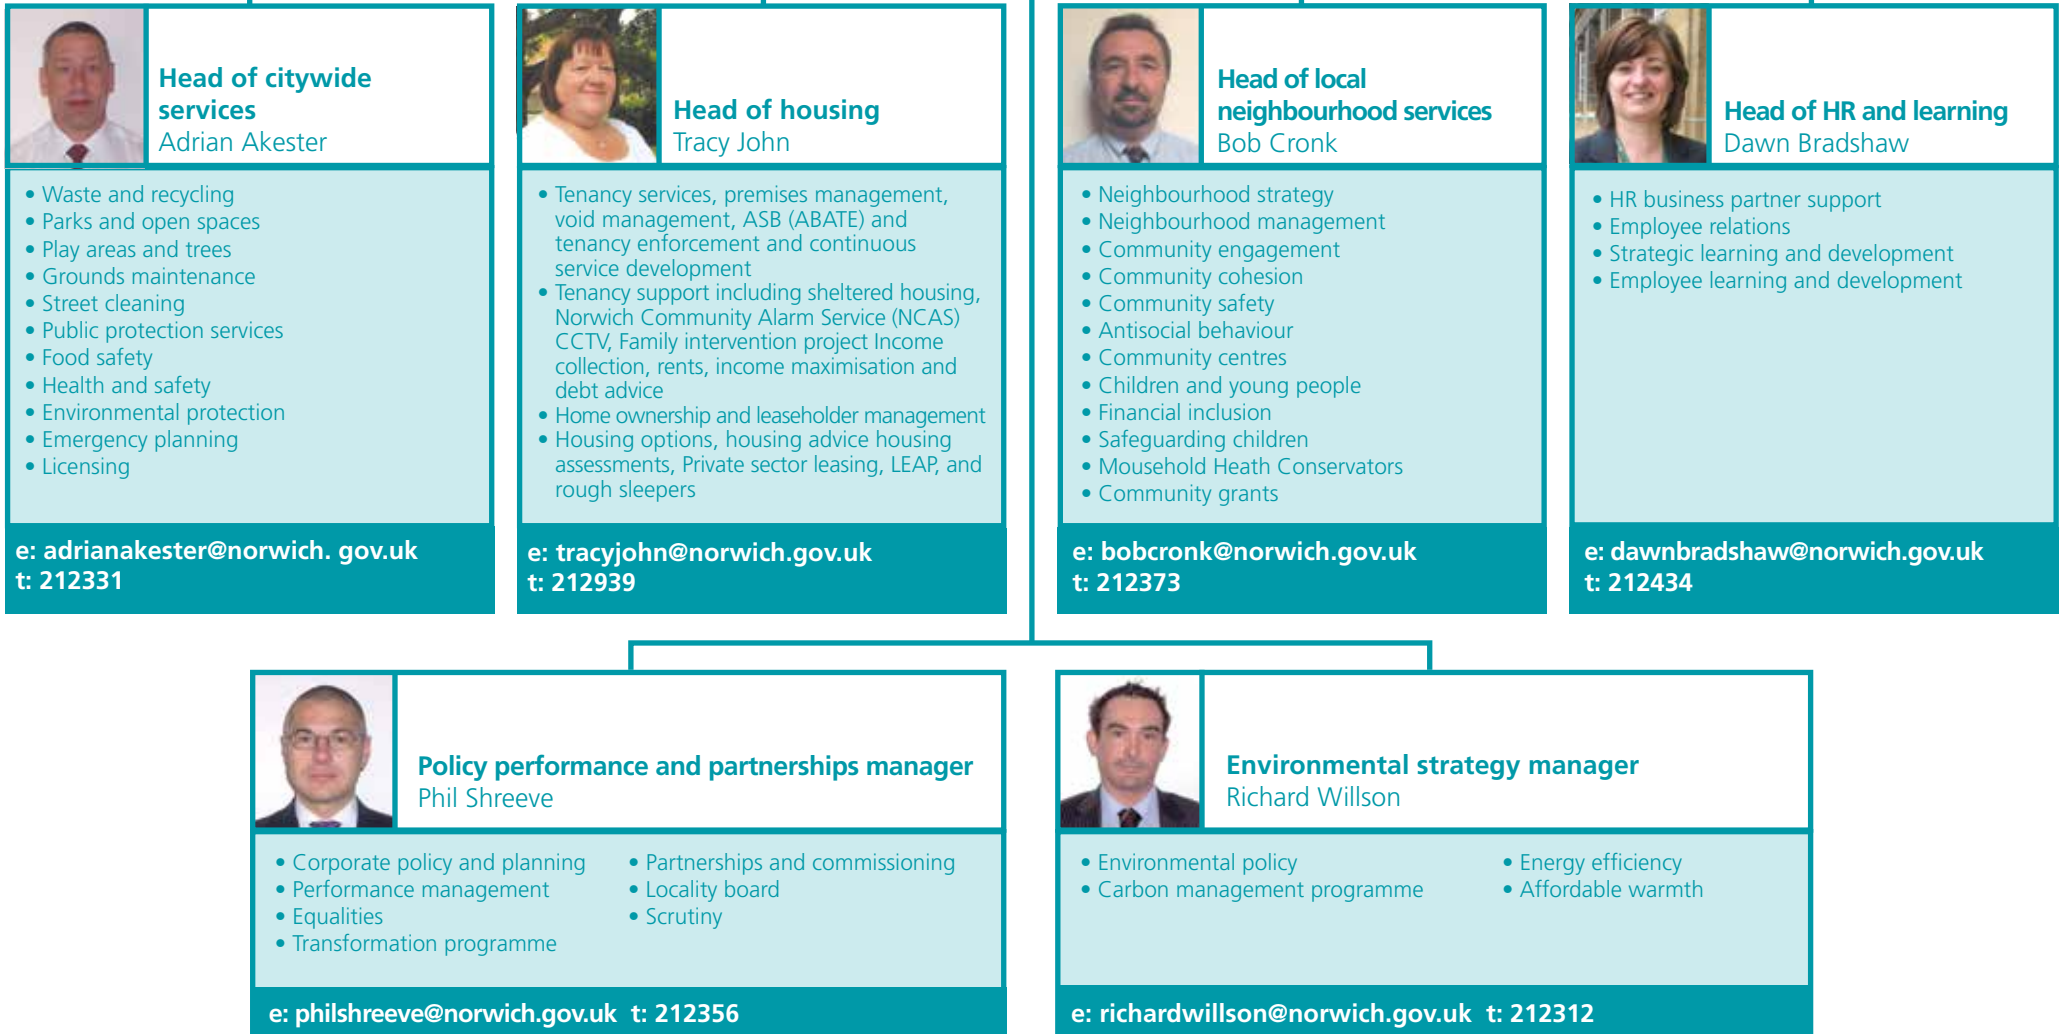 Head of citywide
services
Adrian Akester
• Waste and recycling
• Parks and open spaces
• Play areas and trees
• Grounds maintenance
• Street cleaning
• Public protection services
• Food safety
• Health and safety
• Environmental protection
• Emergency planning
• Licensing
e: adrianakester@norwich. gov.uk
t: 212331
Head of housing
Tracy John
• Tenancy services, premises management,
void management, ASB (ABATE) and
tenancy enforcement and continuous
service development
• Tenancy support including sheltered housing,
Norwich Community Alarm Service (NCAS)
CCTV, Family intervention project Income
collection, rents, income maximisation and
debt advice
• Home ownership and leaseholder management
• Housing options, housing advice housing
assessments, Private sector leasing, LEAP, and
rough sleepers
e: tracyjohn@norwich.gov.uk
t: 212939
Head of local
neighbourhood services
Bob Cronk
• Neighbourhood strategy
• Neighbourhood management
• Community engagement
• Community cohesion
• Community safety
• Antisocial behaviour
• Community centres
• Children and young people
• Financial inclusion
• Safeguarding children
• Mousehold Heath Conservators
• Community grants
e: bobcronk@norwich.gov.uk
t: 212373
Head of HR and learning
Dawn Bradshaw
• HR business partner support
• Employee relations
• Strategic learning and development
• Employee learning and development
e: dawnbradshaw@norwich.gov.uk
t: 212434
Policy performance and partnerships manager
Phil Shreeve
• Corporate policy and planning
• Performance management
• Equalities
• Transformation programme
• Partnerships and commissioning
• Locality board
• Scrutiny
e: philshreeve@norwich.gov.uk t: 212356
Environmental strategy manager
Richard Willson
• Environmental policy
• Carbon management programme
• Energy efficiency
• Affordable warmth
e: richardwillson@norwich.gov.uk t: 212312